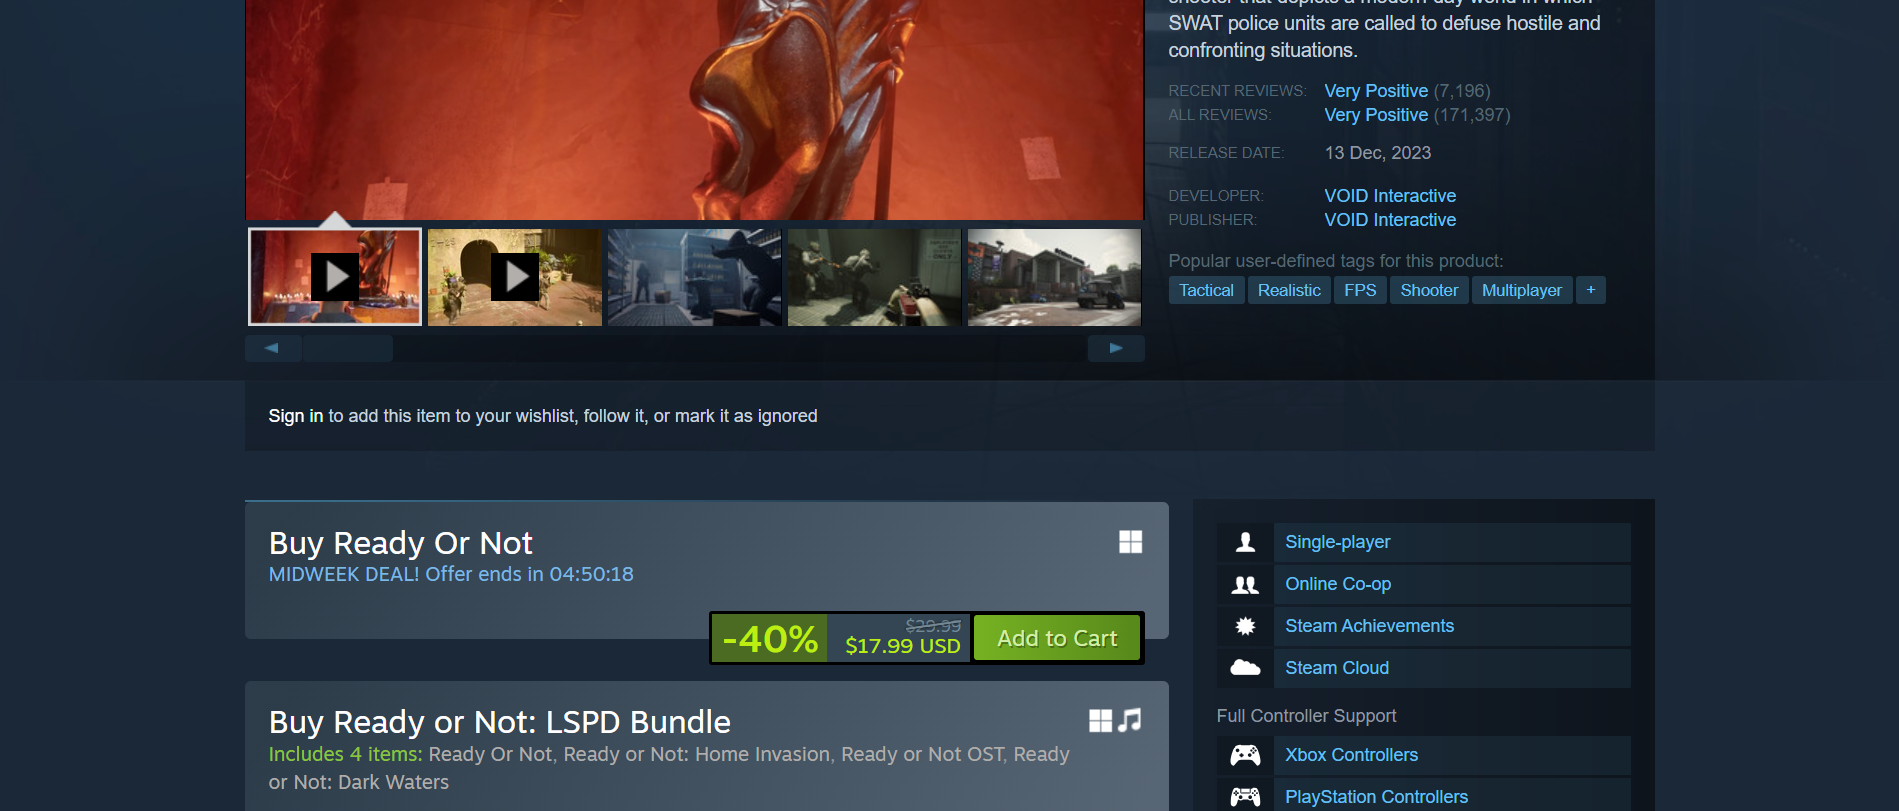 SWAT police units are called to defuse hostile and
confronting situations.
RECENT REVIEWS: Very Positive (7,196)
ALL REVIEWS: Very Positive (171,397)
RELEASE DATE: 13 Dec, 2023
DEVELOPER: VOID Interactive
PUBLISHER: VOID Interactive
Popular user-defined tags for this product:
Tactical Realistic FPS Shooter Multiplayer +
Sign in to add this item to your wishlist, follow it, or mark it as ignored
Buy Ready Or Not
MIDWEEK DEAL! Offer ends in 04:50:18
-40% $29.99 $17.99 USD Add to Cart
Buy Ready or Not: LSPD Bundle
Includes 4 items: Ready Or Not, Ready or Not: Home Invasion, Ready or Not OST, Ready
or Not: Dark Waters
Single-player
Online Co-op
Steam Achievements
Steam Cloud
Full Controller Support
Xbox Controllers
PlayStation Controllers